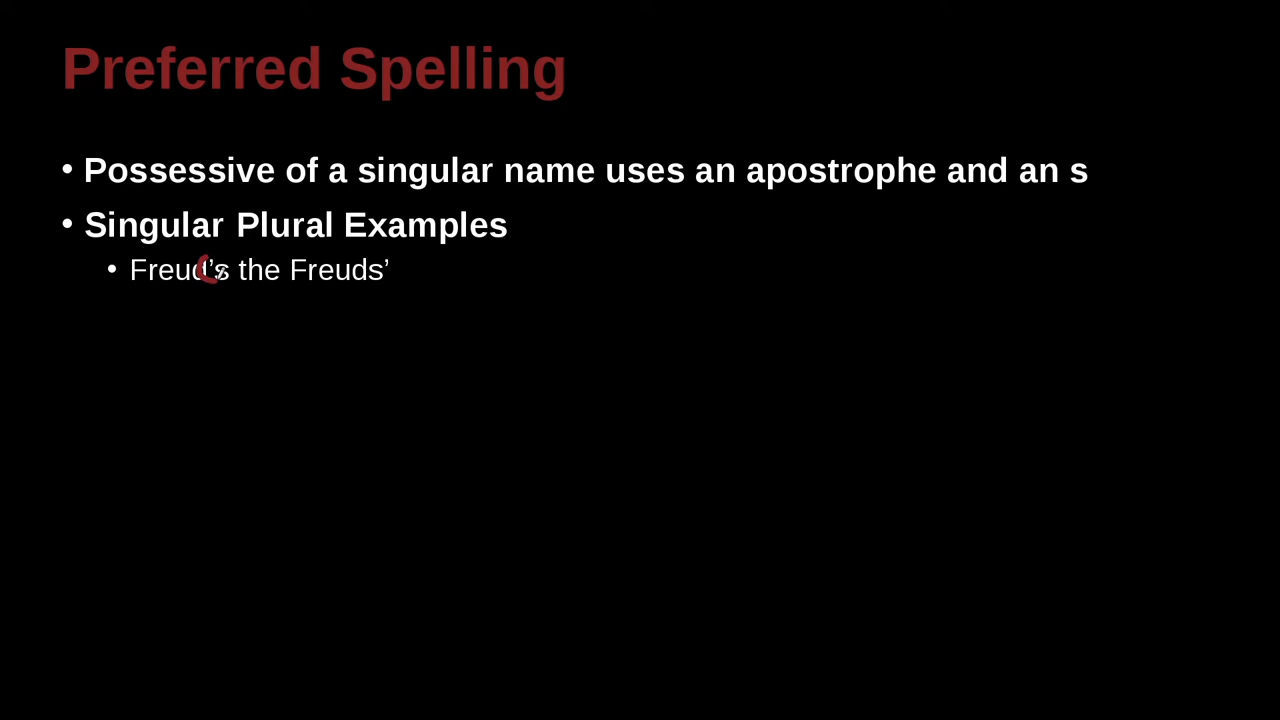 Preferred Spelling
• Possessive of a singular name uses an apostrophe and an s
• Singular Plural Examples
• Freud’s the Freuds’